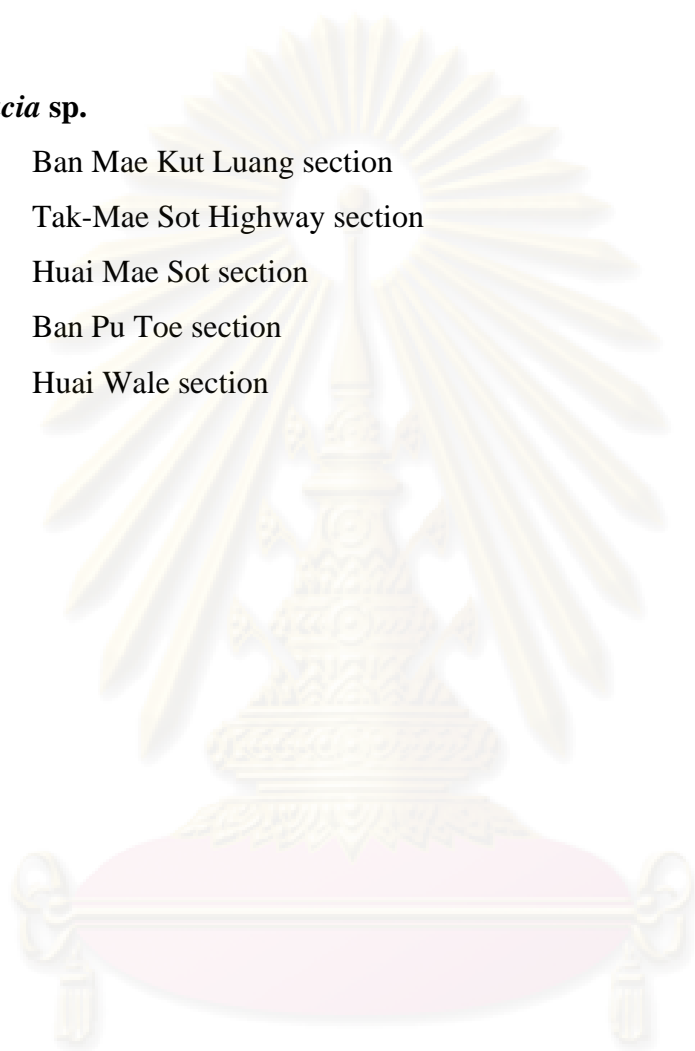 cia sp.
Ban Mae Kut Luang section
Tak-Mae Sot Highway section
Huai Mae Sot section
Ban Pu Toe section
Huai Wale section